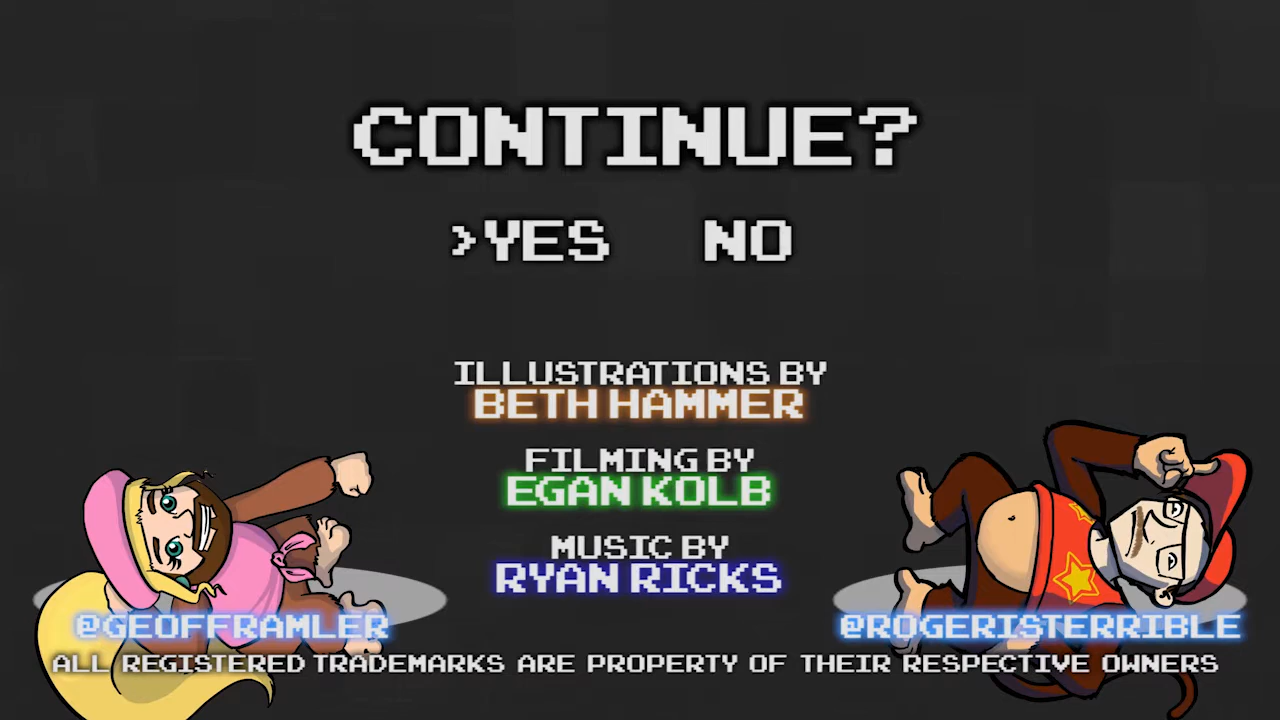 CONTINUE?
>YES NO
ILLUSTRATIONS BY
BETH HAMMER
FILMING BY
EGAN KOLB
MUSIC BY
RYAN RICKS
@GEOFFRAMLER @ROGERISTERRIBLE
ALL REGISTERED TRADEMARKS ARE PROPERTY OF THEIR RESPECTIVE OWNERS